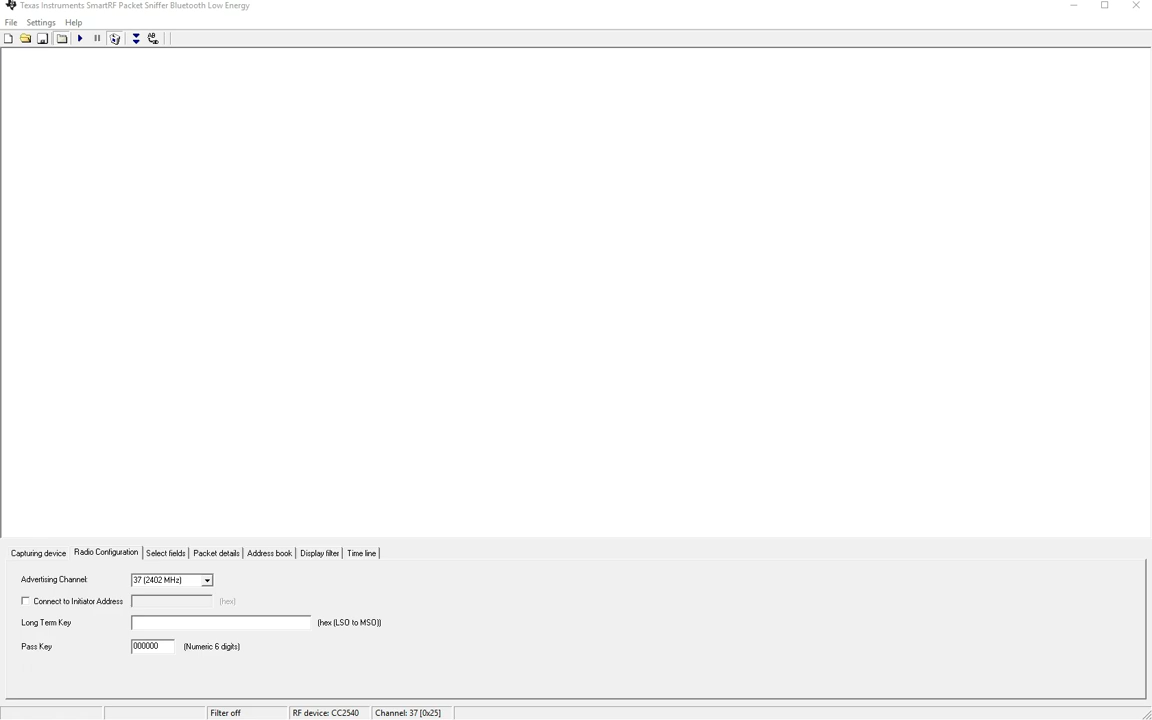 Texas Instruments SmartRF Packet Sniffer Bluetooth Low Energy
File Settings Help
Capturing device Radio Configuration Select fields Packet details Address book Display filter Time line
Advertising Channel: 37 (2402 MHz)
Connect to Initiator Address (hex)
Long Term Key (hex (LSO to MSO))
Pass Key 000000 (Numeric 6 digits)
Filter off RF device: CC2540 Channel: 37 [0x25]